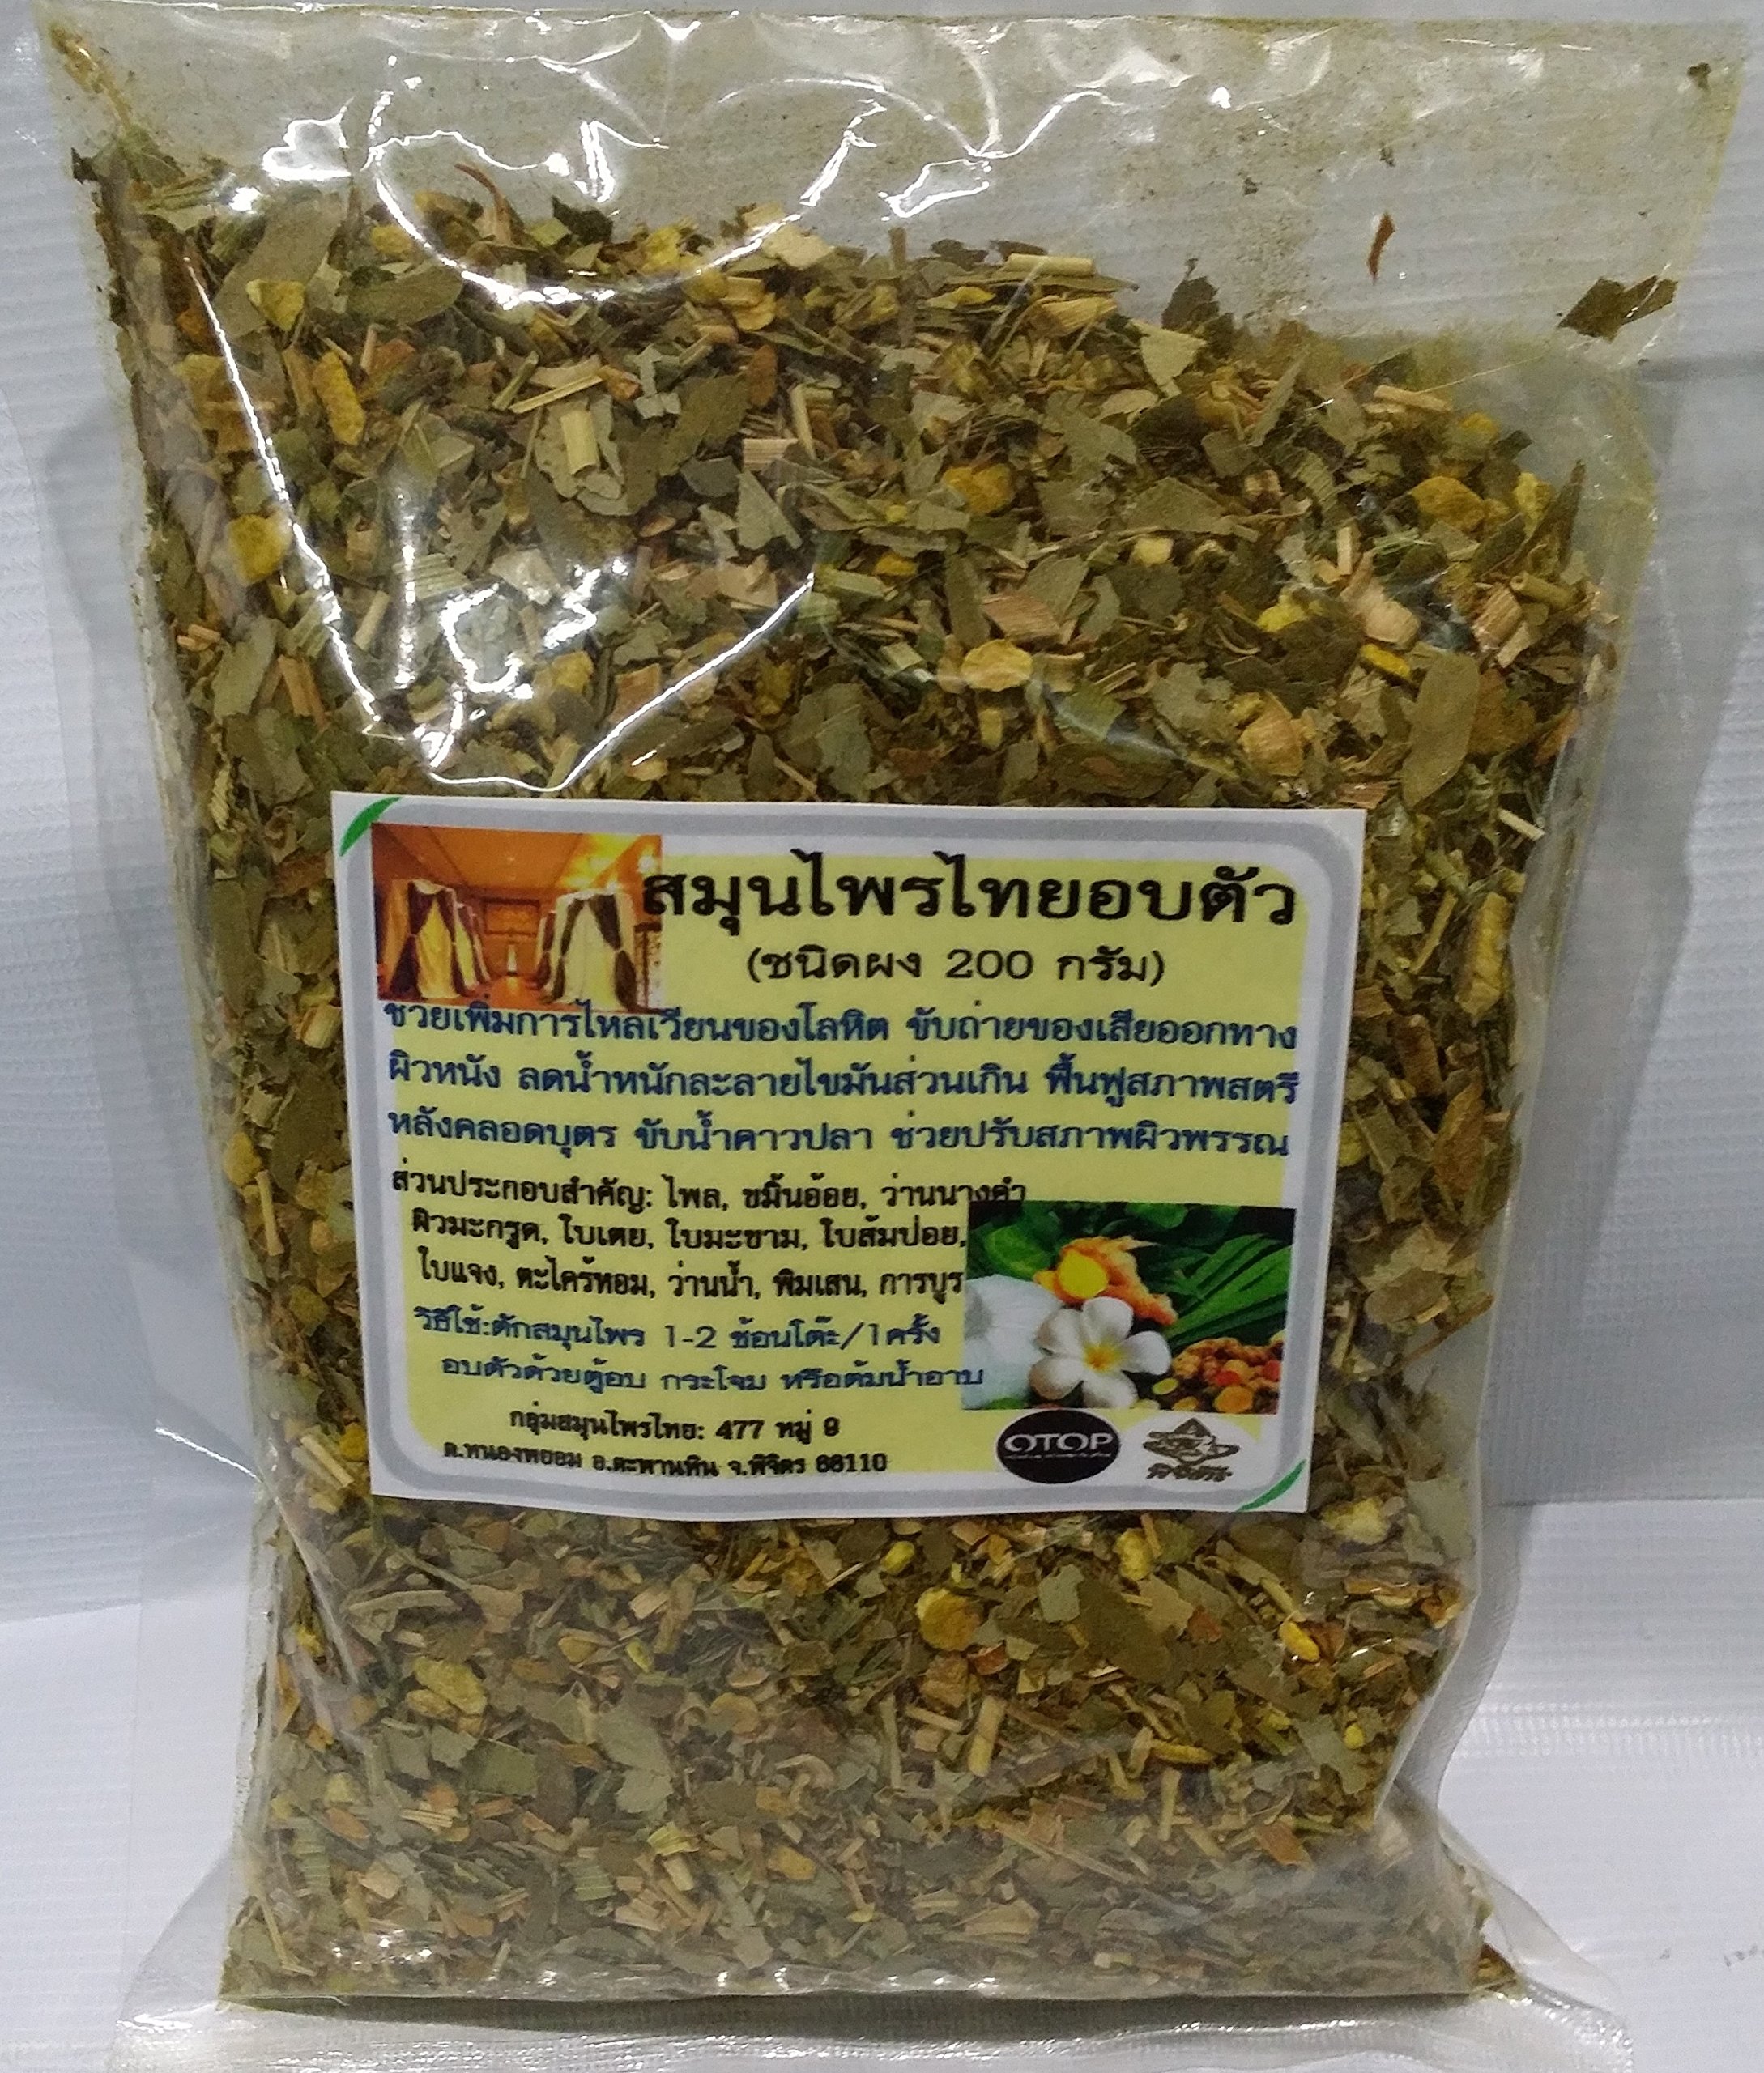 สมุนไพรไทยอบตัว
(ชนิดผง 200 กรัม)
ช่วยเพิ่มการไหลเวียนของโลหิต ขับถ่ายของเสียออกทาง
ผิวหนัง ลดน้ำหนักละลายไขมันส่วนเกิน ฟื้นฟูสภาพสตรี
หลังคลอดบุตร ขับน้ำคาวปลา ช่วยปรับสภาพผิวพรรณ
ส่วนประกอบสำคัญ: ไพล, ขมิ้นอ้อย, ว่านนางคำ
ผิวมะกรูด, ใบเตย, ใบมะขาม, ใบส้มป่อย,
ใบแจง, ตะไคร้หอม, ว่านน้ำ, พิมเสน, การบูร
วิธีใช้:ตักสมุนไพร 1-2 ช้อนโต๊ะ/1ครั้ง
อบตัวด้วยตู้อบ กระโจม หรือต้มน้ำอาบ
กลุ่มสมุนไพรไทย: 477 หมู่ 9
ต.หนองพยอม อ.ตะพานหิน จ.พิจิตร 66110
OTOP